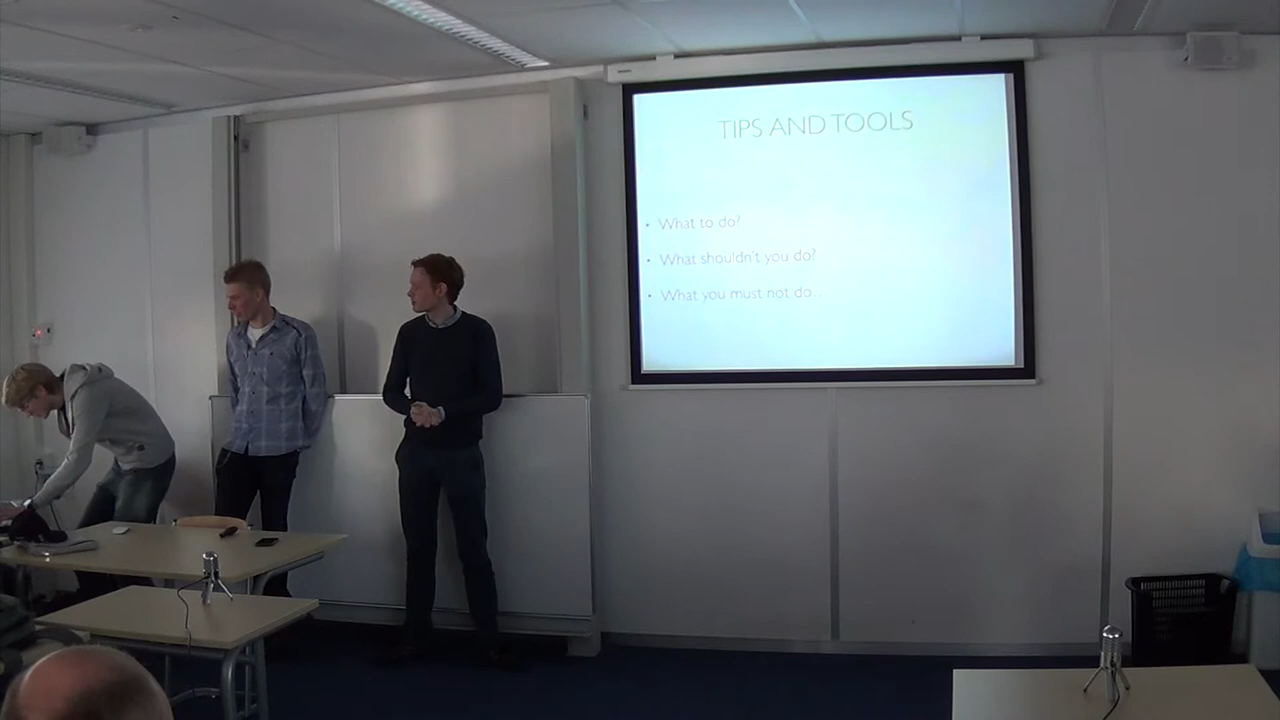 TIPS AND TOOLS
• What to do?
• What shouldn't you do?
• What you must not do...